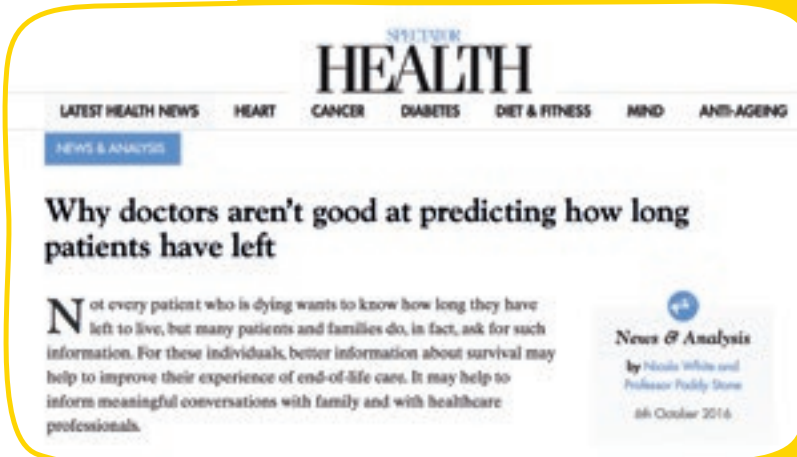 SPECTATOR
HEALTH
LATEST HEALTH NEWS HEART CANCER DIABETES DIET & FITNESS MIND ANTI-AGEING
NEWS & ANALYSIS
Why doctors aren't good at predicting how long
patients have left
Not every patient who is dying wants to know how long they have
left to live, but many patients and families do, in fact, ask for such
information. For these individuals, better information about survival may
help to improve their experience of end-of-life care. It may help to
inform meaningful conversations with family and with healthcare
professionals.
News & Analysis
by Nicola White and
Professor Paddy Stone
6th October 2016